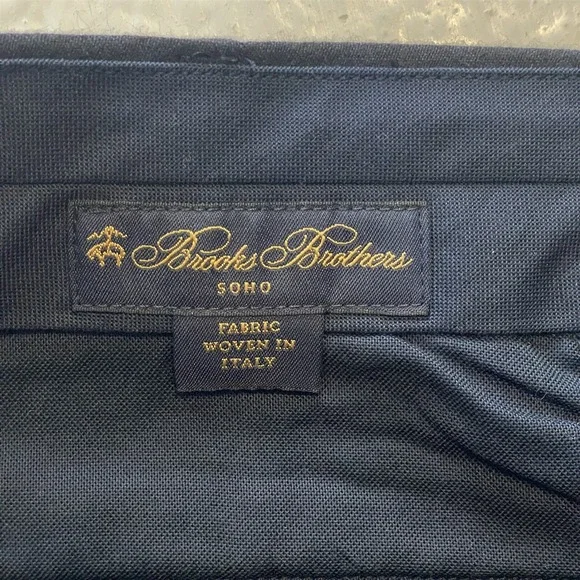 Brooks Brothers
SOHO
FABRIC
WOVEN IN
ITALY